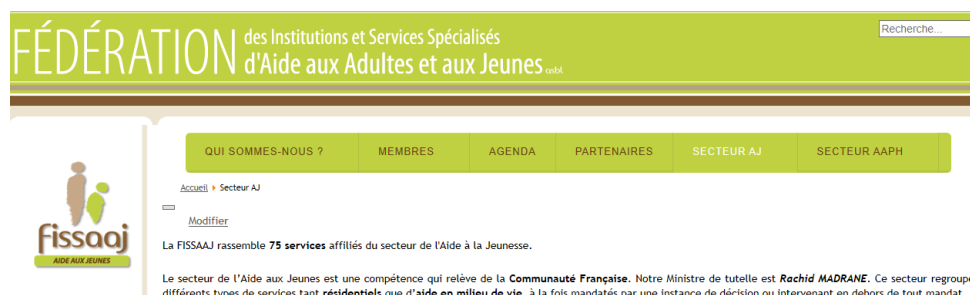 FÉDÉRATION des Institutions et Services Spécialisés
d'Aide aux Adultes et aux Jeunes asbl
Recherche...
QUI SOMMES-NOUS ? MEMBRES AGENDA PARTENAIRES SECTEUR AJ SECTEUR AAPH
Accueil Secteur AJ
Modifier
Fissaaj
AIDE AUX JEUNES
La FISSAAJ rassemble 75 services affiliés du secteur de l'Aide à la Jeunesse.
Le secteur de l'Aide aux Jeunes est une compétence qui relève de la Communauté Française. Notre Ministre de tutelle est Rachid MADRANE. Ce secteur regroupe
différents types de services tant résidentiels que d'aide en milieu de vie, à la fois mandatés par une instance de décision ou intervenant en dehors de tout mandat